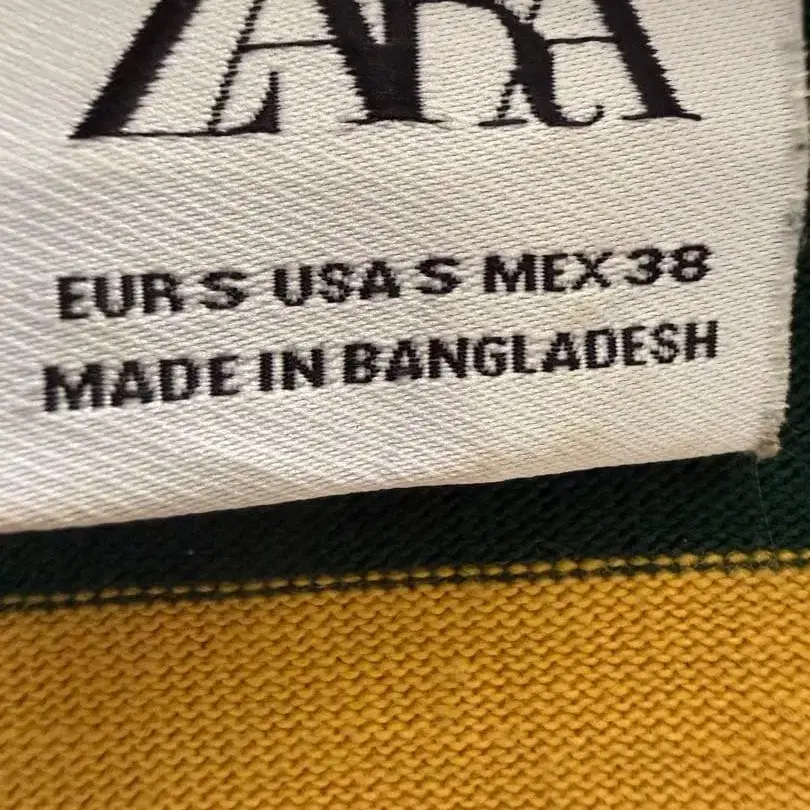 ZARA
EUR S USA S MEX 38
MADE IN BANGLADESH